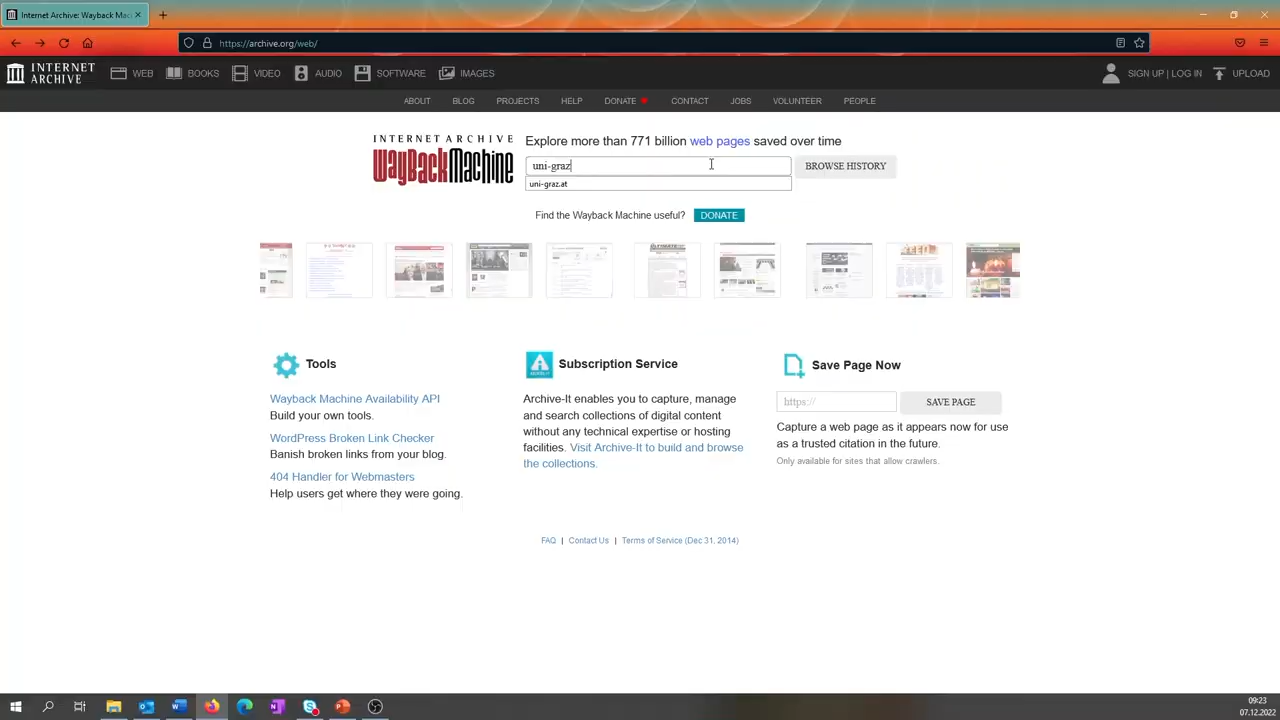 Internet Archive: Wayback Mac
https://archive.org/web/
INTERNET ARCHIVE
WEB
BOOKS
VIDEO
AUDIO
SOFTWARE
IMAGES
SIGN UP | LOG IN
UPLOAD
ABOUT
BLOG
PROJECTS
HELP
DONATE
CONTACT
JOBS
VOLUNTEER
PEOPLE
INTERNET ARCHIVE
WayBackMachine
Explore more than 771 billion web pages saved over time
uni-graz
BROWSE HISTORY
uni-graz.at
Find the Wayback Machine useful?
DONATE
Tools
Wayback Machine Availability API
Build your own tools.
WordPress Broken Link Checker
Banish broken links from your blog.
404 Handler for Webmasters
Help users get where they were going.
Subscription Service
Archive-It enables you to capture, manage
and search collections of digital content
without any technical expertise or hosting
facilities. Visit Archive-It to build and browse
the collections.
Save Page Now
https://
SAVE PAGE
Capture a web page as it appears now for use
as a trusted citation in the future.
Only available for sites that allow crawlers.
FAQ | Contact Us | Terms of Service (Dec 31, 2014)
09:23
07.12.2022